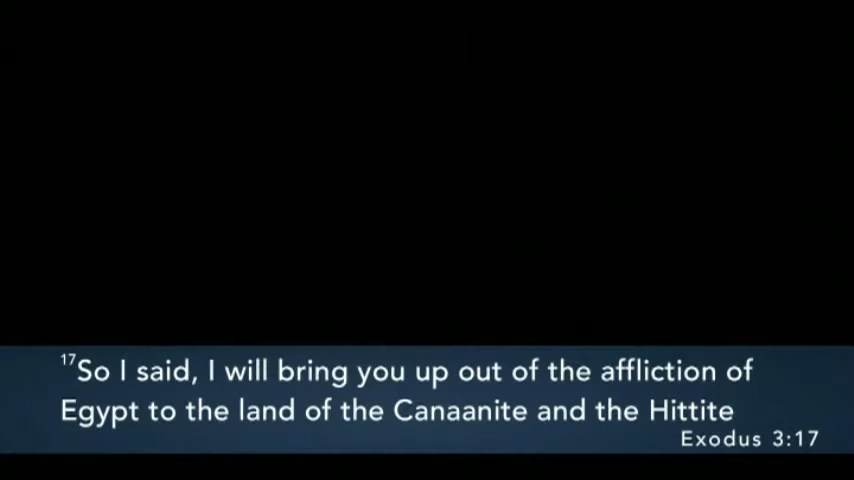 17So I said, I will bring you up out of the affliction of
Egypt to the land of the Canaanite and the Hittite
Exodus 3:17